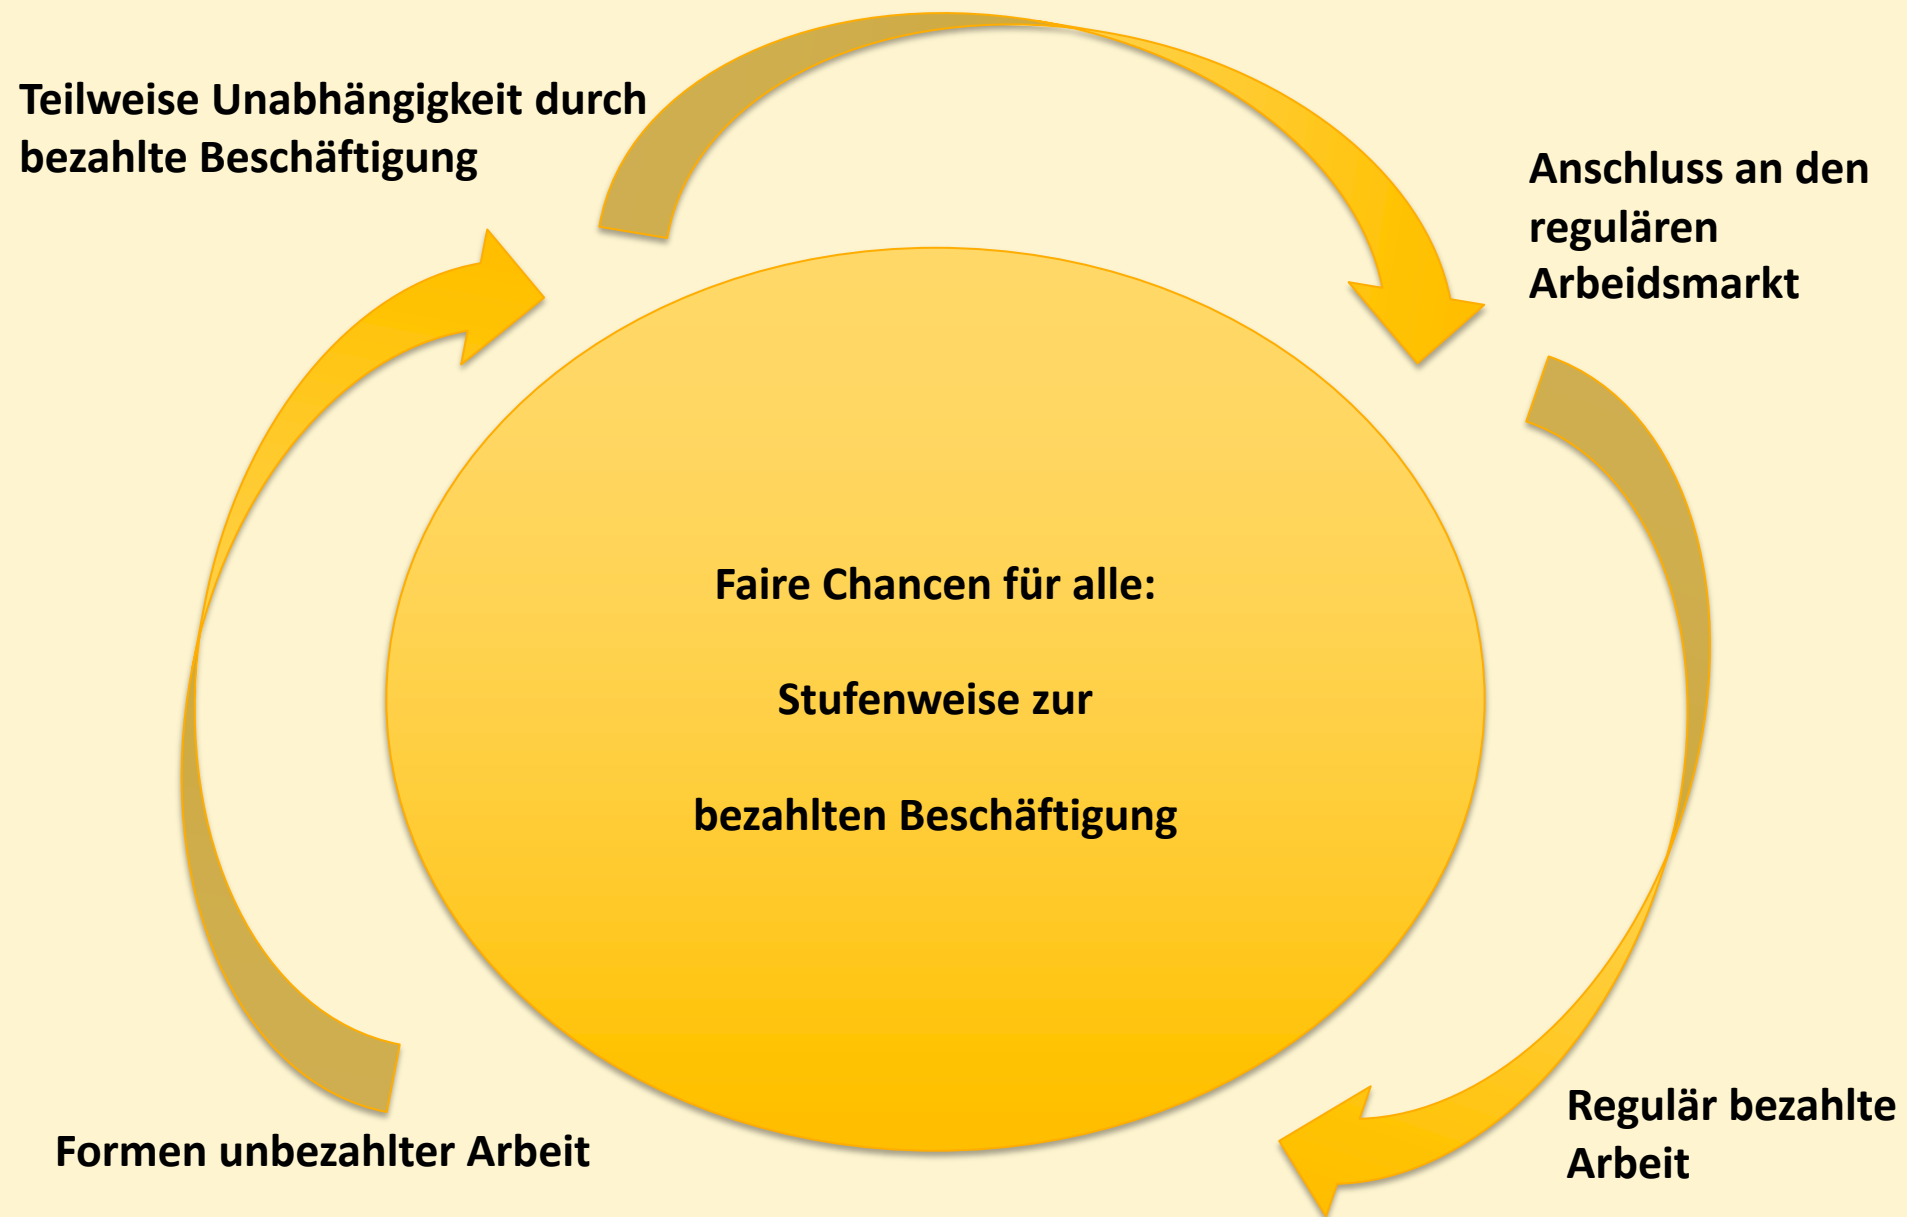 Teilweise Unabhängigkeit durch
bezahlte Beschäftigung
Anschluss an den
regulären
Arbeidsmarkt
Faire Chancen für alle:
Stufenweise zur
bezahlten Beschäftigung
Formen unbezahlter Arbeit
Regulär bezahlte
Arbeit